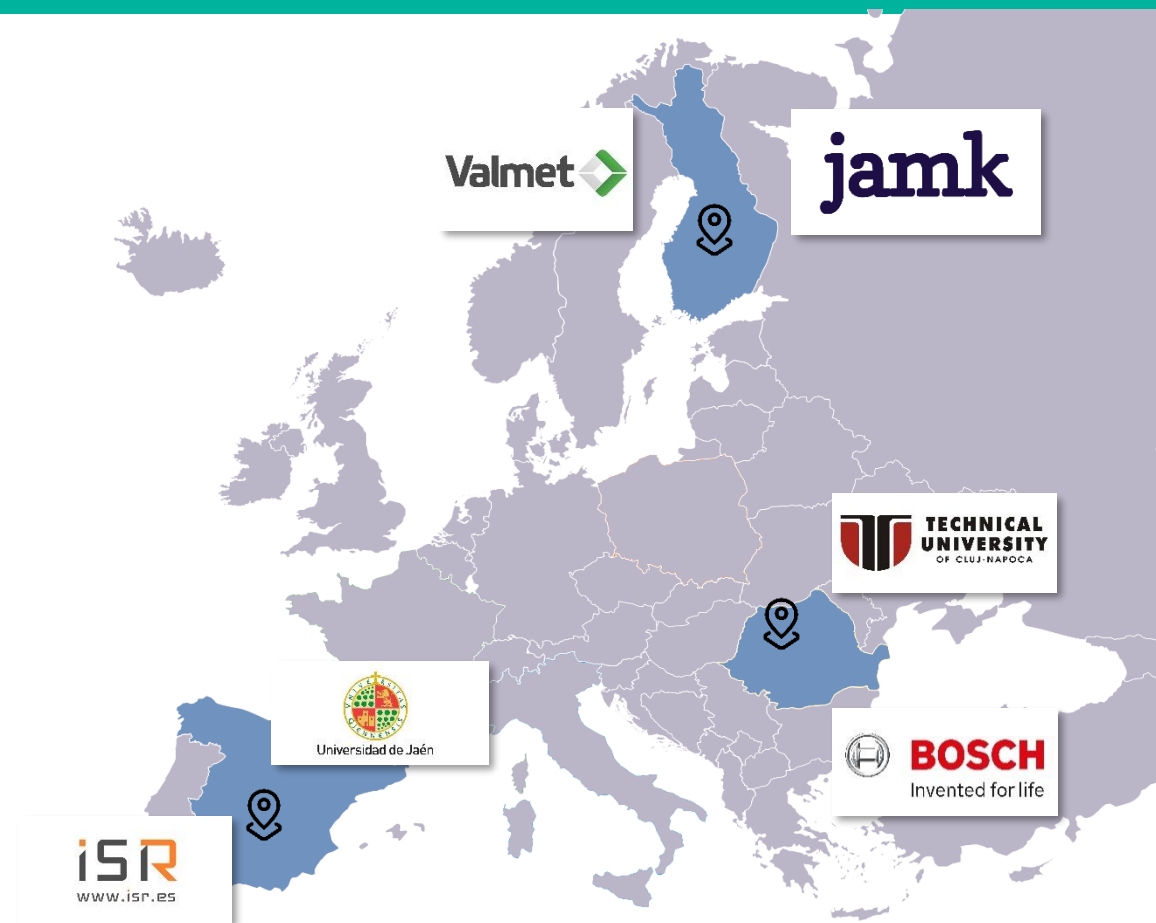 Valmet
jamk
TECHNICAL
UNIVERSITY
OF CLUJ-NAPOCA
Universidad de Jaén
BOSCH
Invented for life
iSR
www.isr.es